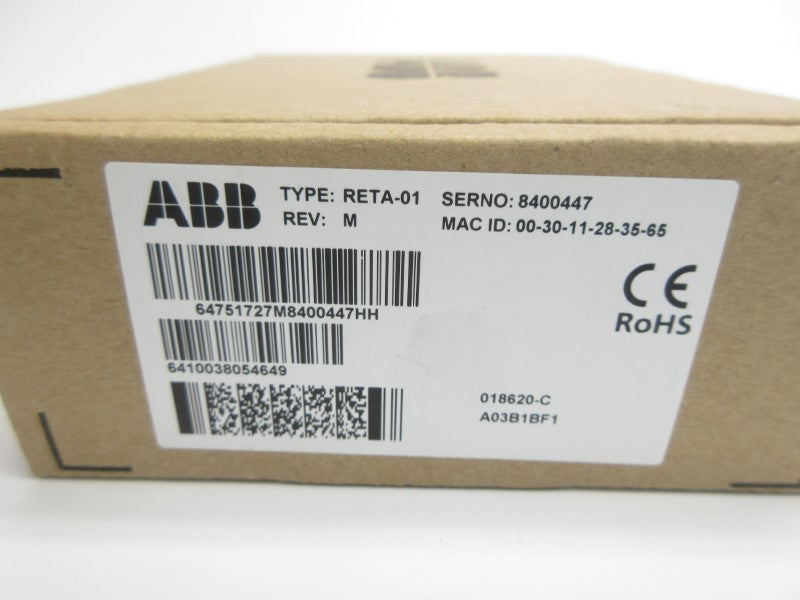 ABB
TYPE: RETA-01 SERNO: 8400447
REV: M MAC ID: 00-30-11-28-35-65
64751727M8400447HH
CE
RoHS
6410038054649
018620-C
A03B1BF1